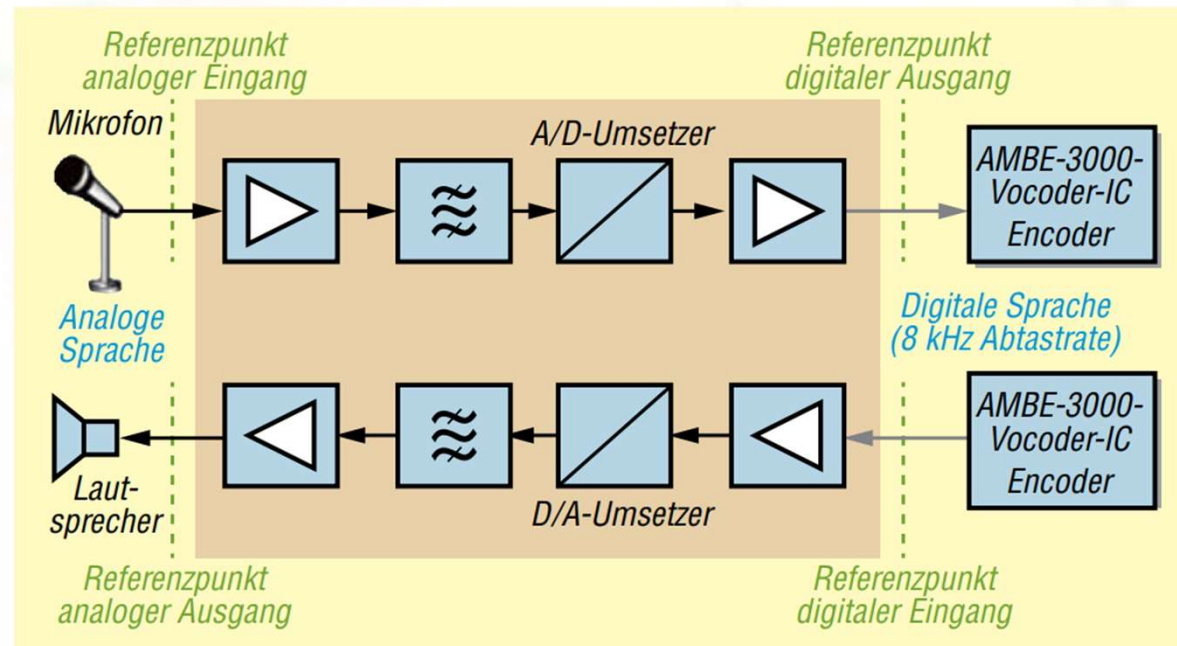 Referenzpunkt
analoger Eingang
Referenzpunkt
digitaler Ausgang
Mikrofon
A/D-Umsetzer
AMBE-3000-
Vocoder-IC
Encoder
Analoge
Sprache
Digitale Sprache
(8 kHz Abtastrate)
AMBE-3000-
Vocoder-IC
Encoder
Laut-
sprecher
D/A-Umsetzer
Referenzpunkt
analoger Ausgang
Referenzpunkt
digitaler Eingang